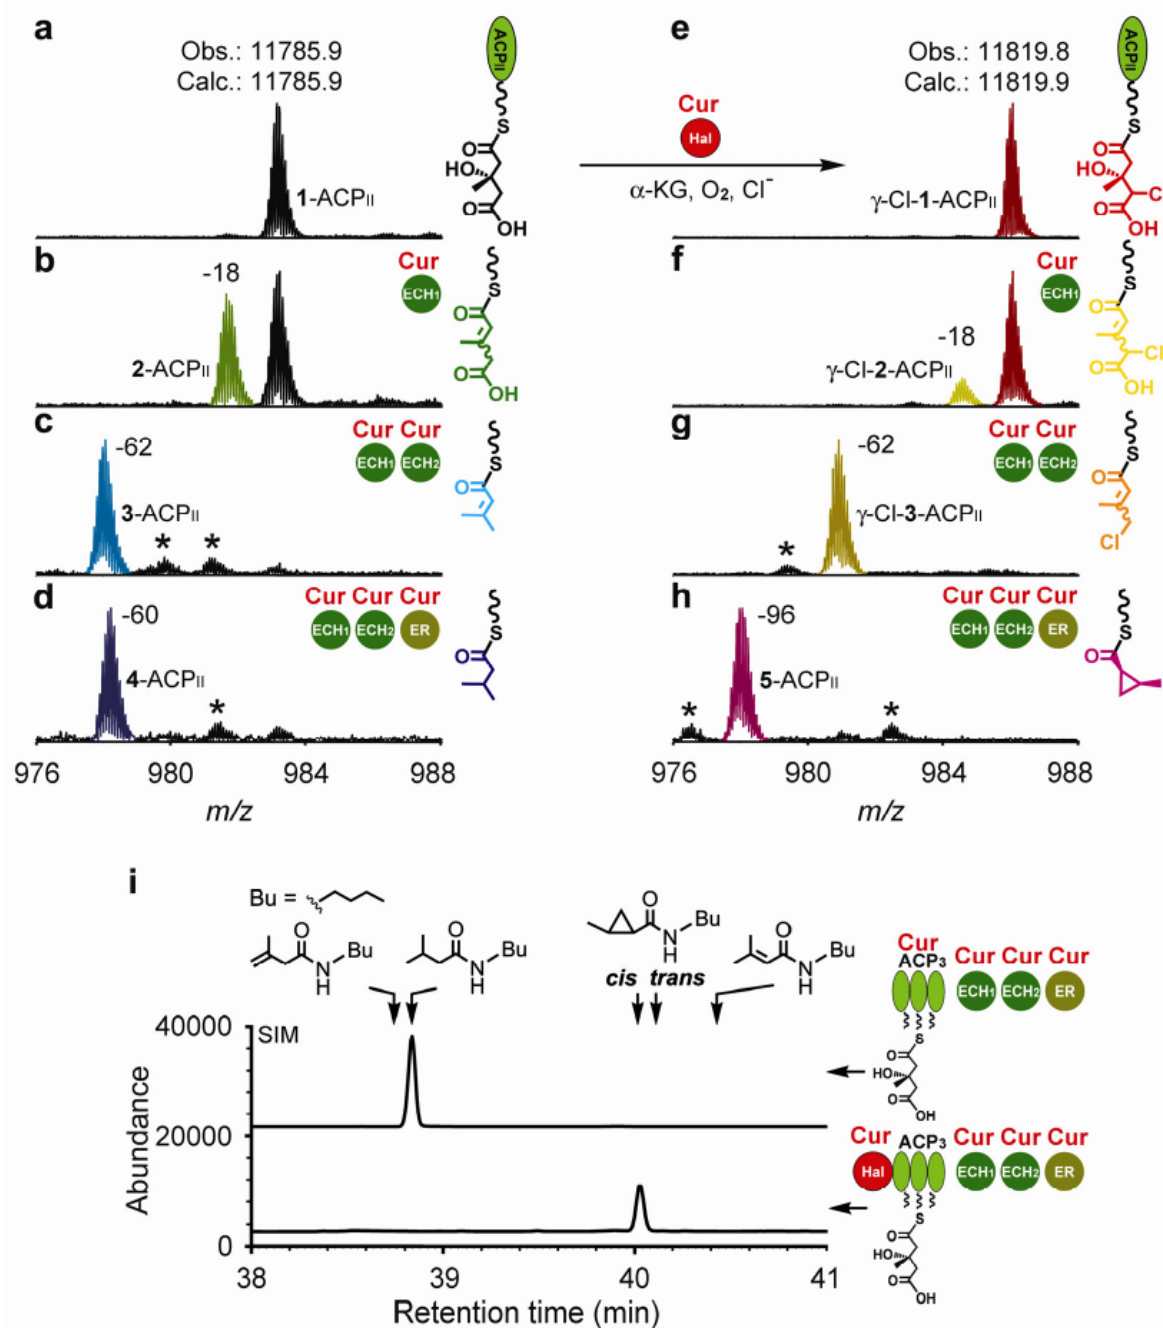 a
Obs.: 11785.9
Calc.: 11785.9
ACPII
S
O
HO
O
OH
1-ACPII
Cur
Hal
α-KG, O2, Cl⁻
e
Obs.: 11819.8
Calc.: 11819.9
ACPII
S
O
HO
C
O
OH
γ-Cl-1-ACPII
b
-18
Cur
ECH1
2-ACPII
S
O
O
OH
f
-18
Cur
ECH1
γ-Cl-2-ACPII
S
O
Cl
O
OH
c
-62
Cur Cur
ECH1 ECH2
3-ACPII
* *
S
O
g
-62
Cur Cur
ECH1 ECH2
γ-Cl-3-ACPII
*
S
O
Cl
d
-60
Cur Cur Cur
ECH1 ECH2 ER
4-ACPII
*
S
O
h
-96
Cur Cur Cur
ECH1 ECH2 ER
5-ACPII
* *
S
O
976 980 984 988
m/z
976 980 984 988
m/z
i
Bu =
O
N Bu
H
O
N Bu
H
O
N Bu
H
cis trans
O
N Bu
H
40000
SIM
20000
0
Abundance
38 39 40 41
Retention time (min)
Cur
ACP3
Cur Cur Cur
ECH1 ECH2 ER
S
O
HO
O
OH
Cur
ACP3
Cur Cur Cur
Hal
ECH1 ECH2 ER
S
O
HO
O
OH